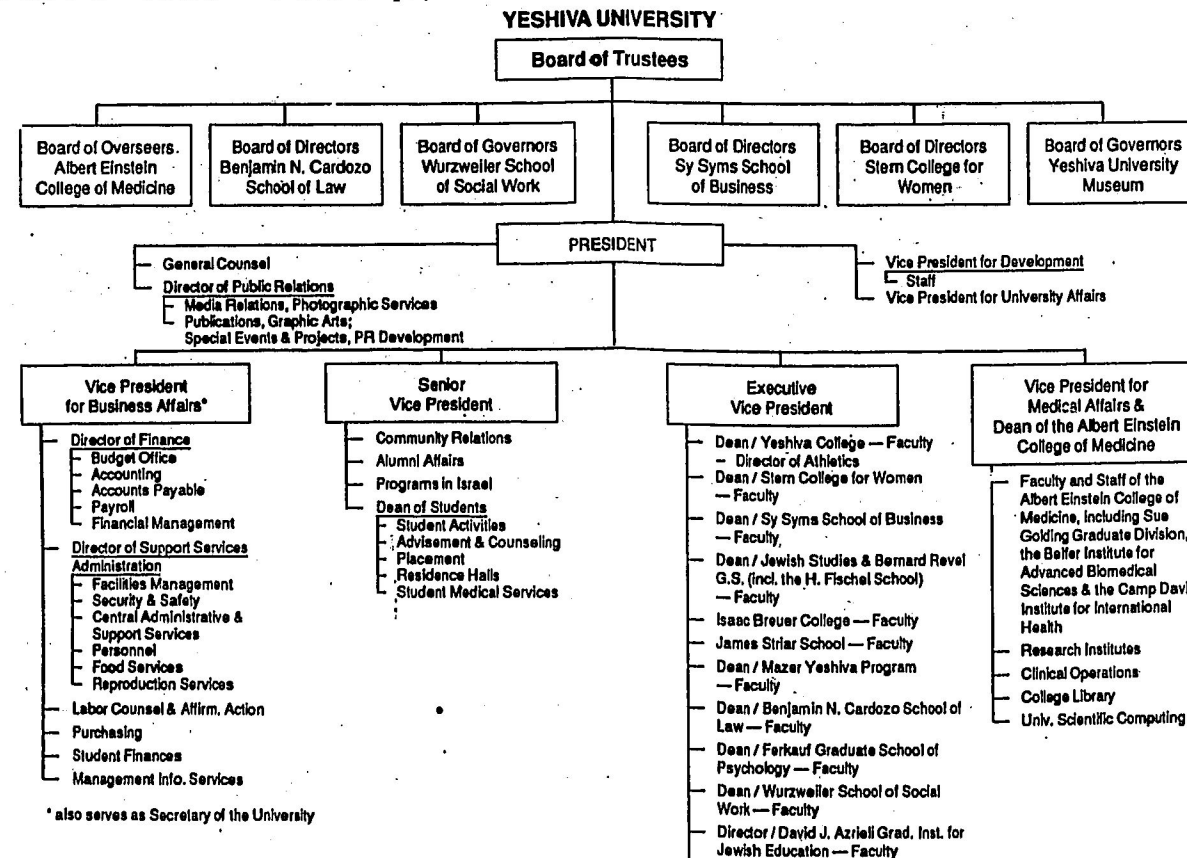 YESHIVA UNIVERSITY
Board of Trustees
Board of Overseers.
Albert Einstein
College of Medicine
Board of Directors
Benjamin N. Cardozo
School of Law
Board of Governors
Wurzweiler School
of Social Work
Board of Directors
Sy Syms School
of Business
Board of Directors
Stern College for
Women
Board of Governors
Yeshiva University
Museum
PRESIDENT
General Counsel
Director of Public Relations
Media Relations, Photographic Services
Publications, Graphic Arts;
Special Events & Projects, PR Development
Vice President for Development
Staff
Vice President for University Affairs
Vice President
for Business Affairs*
Director of Finance
Budget Office
Accounting
Accounts Payable
Payroll
Financial Management
Director of Support Services
Administration
Facilities Management
Security & Safety
Central Administrative &
Support Services
Personnel
Food Services
Reproduction Services
Labor Counsel & Affirm. Action
Purchasing
Student Finances
Management Info. Services
* also serves as Secretary of the University
Senior
Vice President
Community Relations
Alumni Affairs
Programs in Israel
Dean of Students
Student Activities
Advisement & Counseling
Placement
Residence Halls
Student Medical Services
Executive
Vice President
Dean / Yeshiva College — Faculty
- Director of Athletics
Dean / Stern College for Women
— Faculty
Dean / Sy Syms School of Business
— Faculty
Dean / Jewish Studies & Bernard Revel
G.S. (incl. the H. Fischel School)
— Faculty
Isaac Breuer College — Faculty
James Striar School — Faculty
Dean / Mazer Yeshiva Program
— Faculty
Dean / Benjamin N. Cardozo School of
Law — Faculty
Dean / Ferkauf Graduate School of
Psychology — Faculty
Dean / Wurzweiler School of Social
Work — Faculty
Director / David J. Azrieli Grad. Inst. for
Jewish Education — Faculty
Vice President for
Medical Affairs &
Dean of the Albert Einstein
College of Medicine
Faculty and Staff of the
Albert Einstein College of
Medicine, including Sue
Golding Graduate Division,
the Belfer Institute for
Advanced Biomedical
Sciences & the Camp Davi
Institute for International
Health
Research Institutes
Clinical Operations
College Library
Univ. Scientific Computing